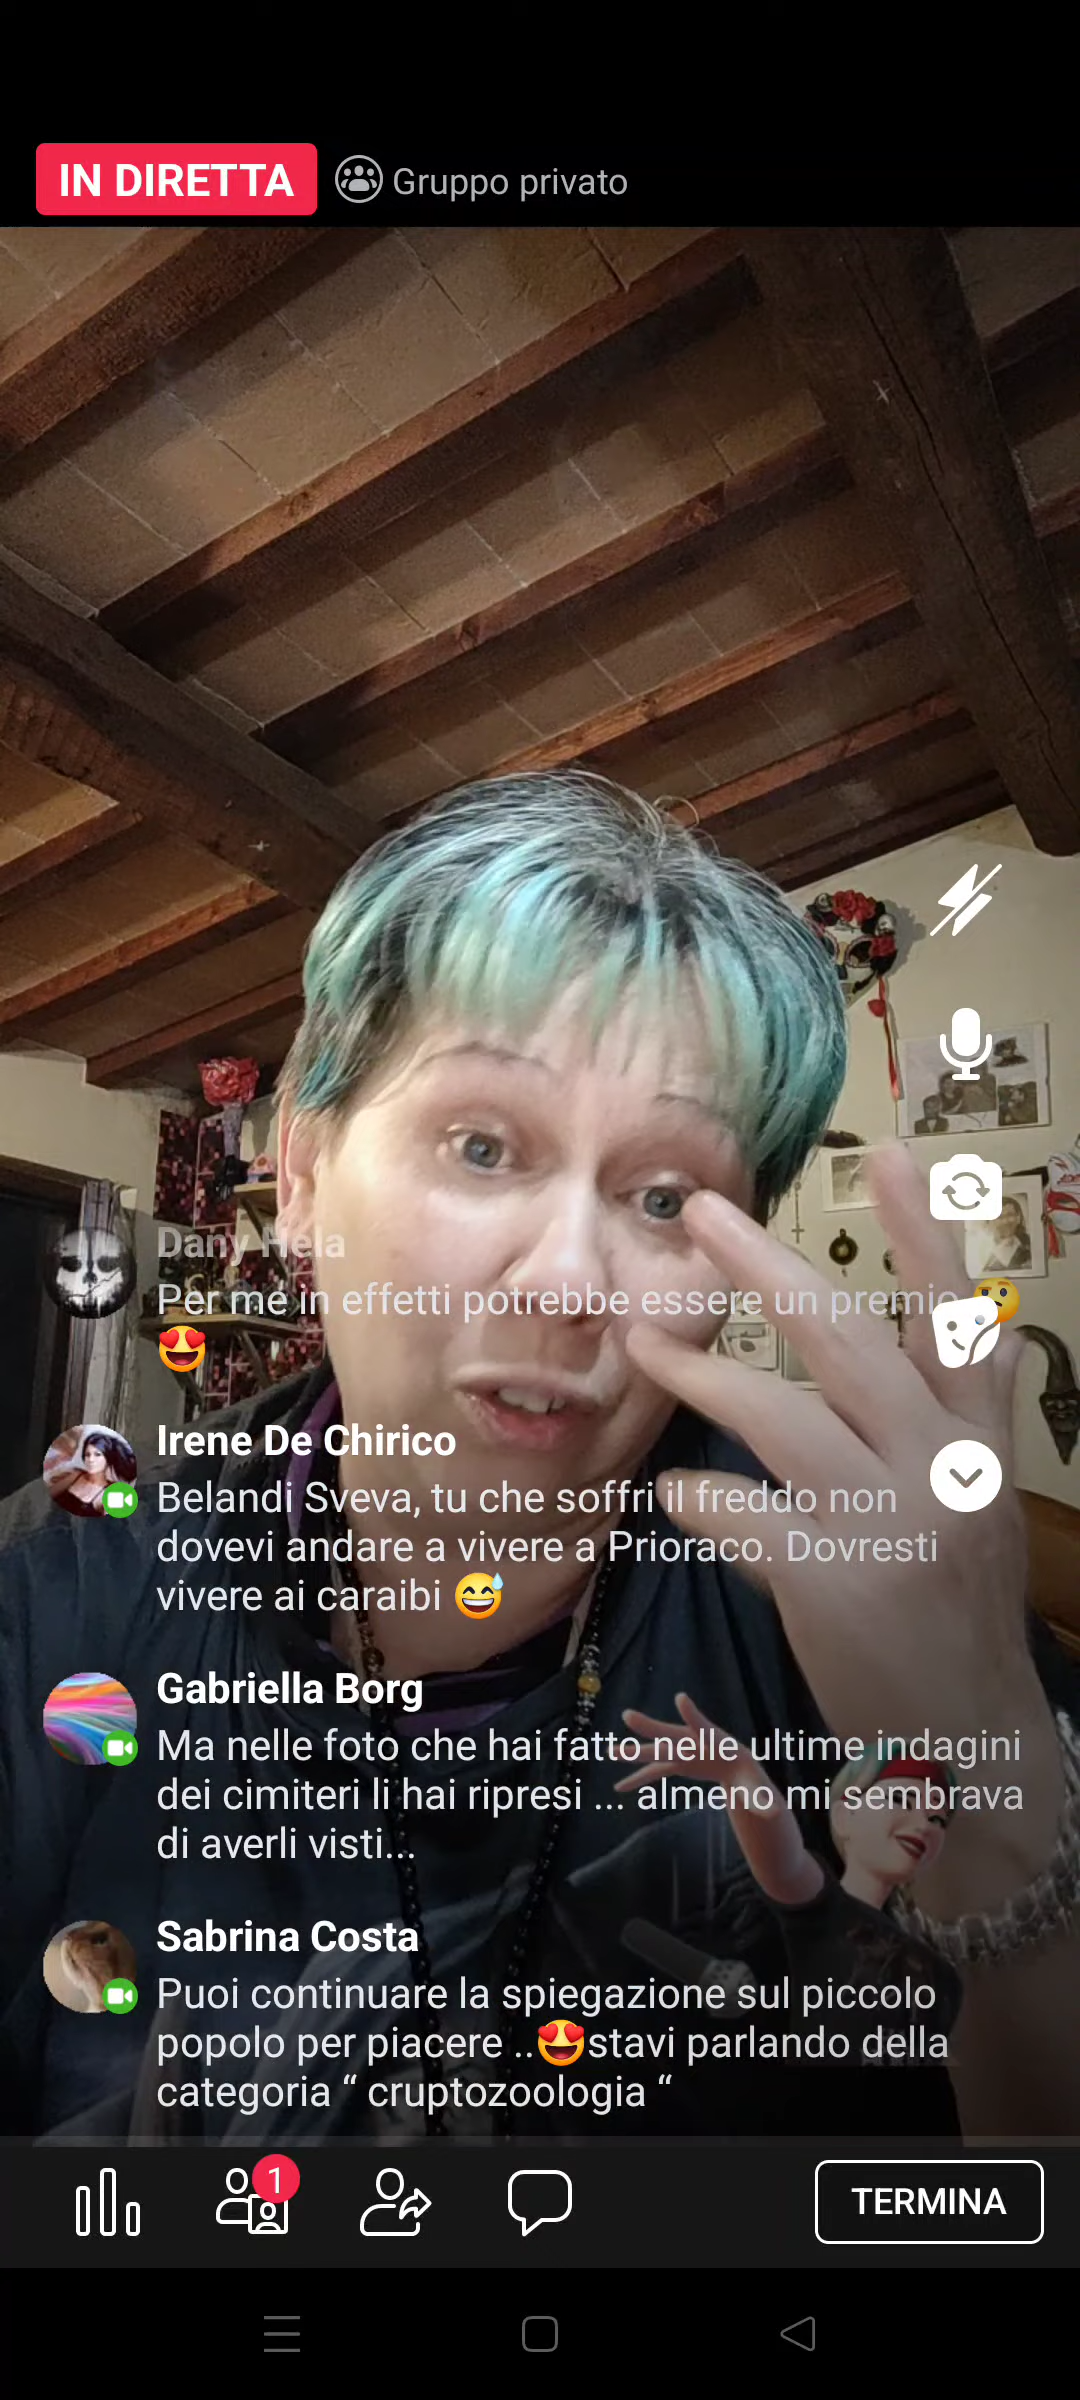 IN DIRETTA
Gruppo privato
Dany Hela
Per me in effetti potrebbe essere un premio 🤨
😍
Irene De Chirico
Belandi Sveva, tu che soffri il freddo non
dovevi andare a vivere a Prioraco. Dovresti
vivere ai caraibi 😅
Gabriella Borg
Ma nelle foto che hai fatto nelle ultime indagini
dei cimiteri li hai ripresi ... almeno mi sembrava
di averli visti...
Sabrina Costa
Puoi continuare la spiegazione sul piccolo
popolo per piacere ..😍stavi parlando della
categoria “ cruptozoologia “
1
TERMINA